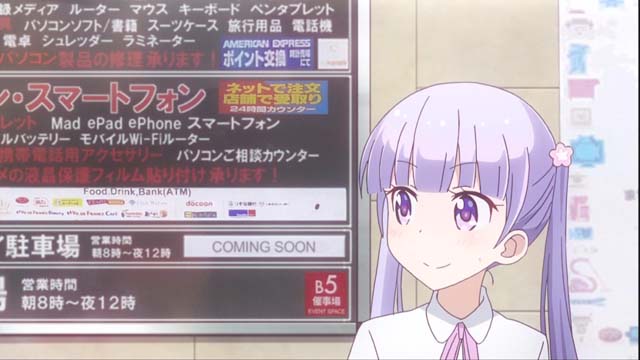 録メディア ルーター マウス キーボード ペンタブレット
パソコンソフト/書籍 スーツケース 旅行用品 電話機
電卓 シュレッダー ラミネーター
パソコン製品の修理 承ります!
AMERICAN EXPRESS
ポイント交換
にて
ン・スマートフォン
ネットで注文
店舗で受取り
24時間カウンター
レット Mad ePad ePhone スマートフォン
ルバッテリー モバイルWi-Fiルーター
携帯電話用アクセサリー パソコンご相談カウンター
メの液晶保護フィルム貼り付け承ります!
Food,Drink,Bank(ATM)
docoon
駐車場 営業時間 朝8時～夜12時
COMING SOON
営業時間
朝8時～夜12時
B5
催事場
EVENT SPACE